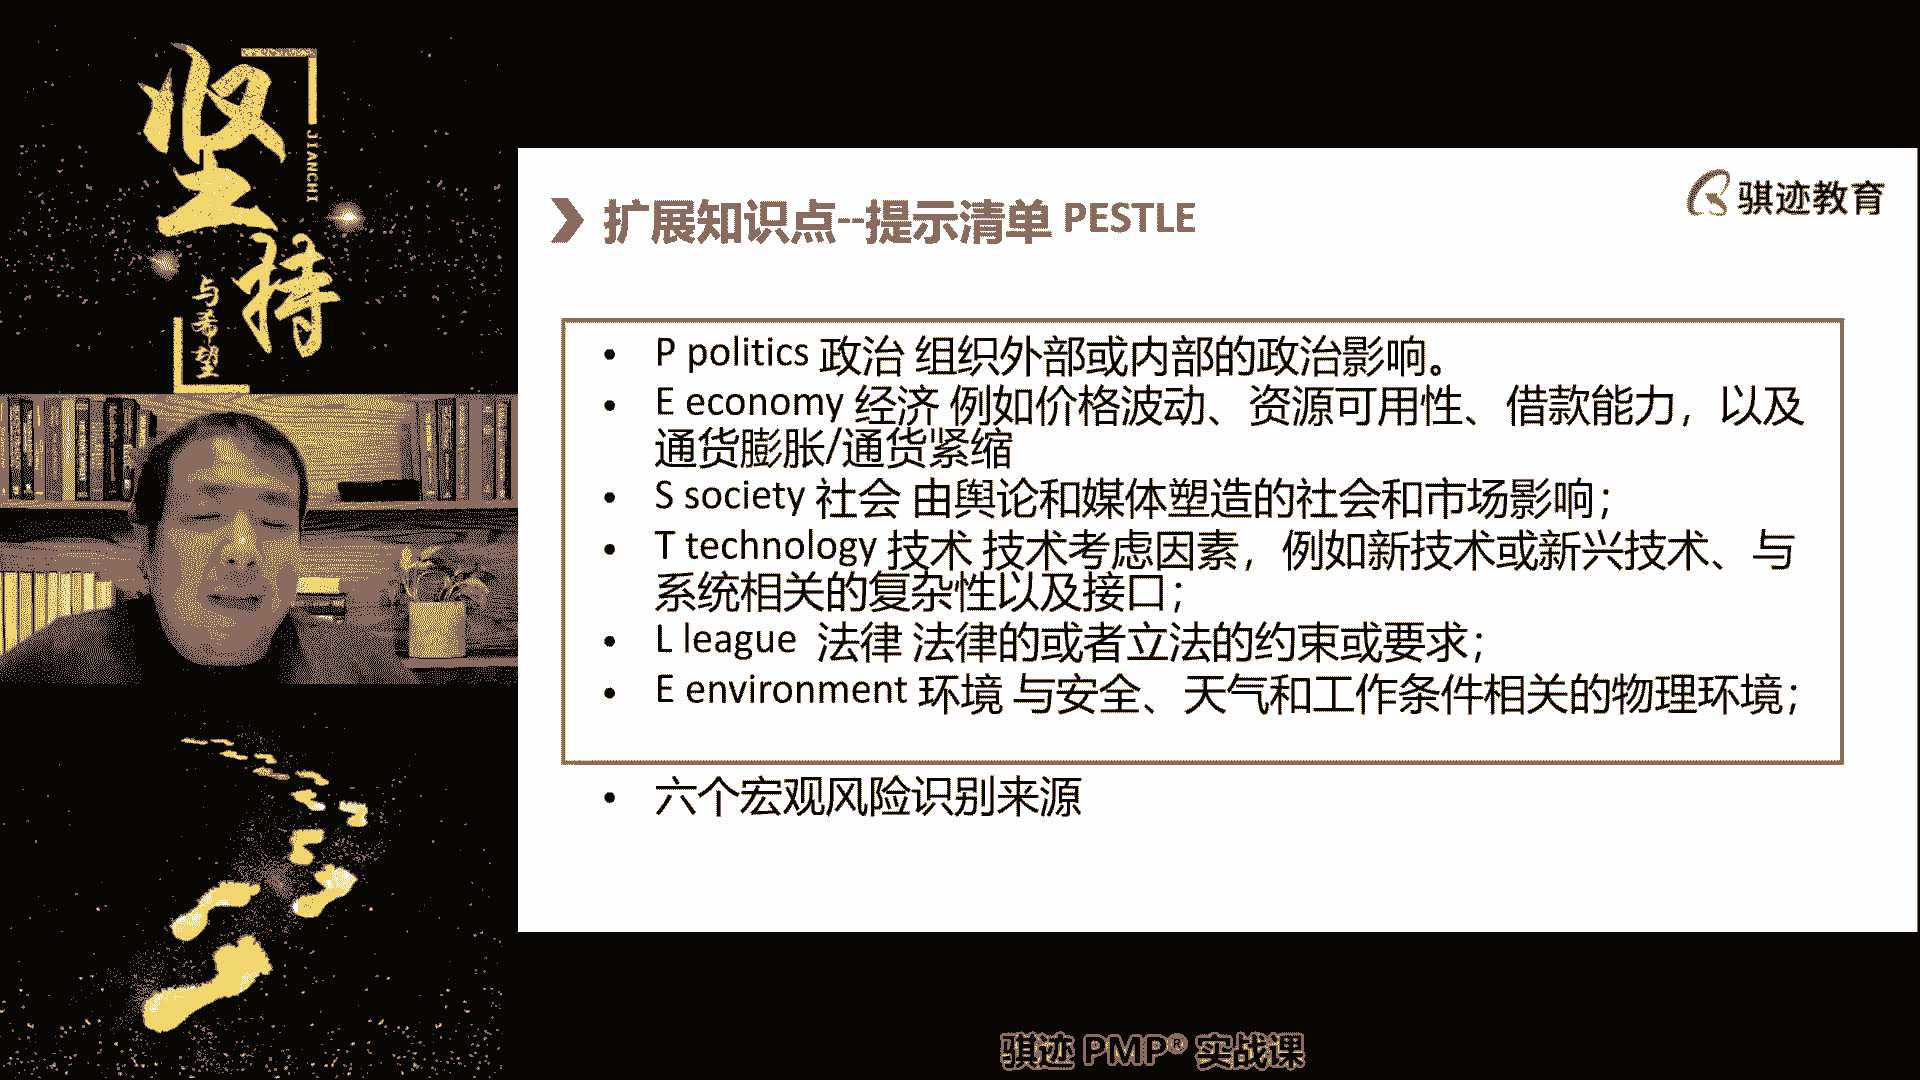 坚持
JIANCHI
与希望
骐迹教育
扩展知识点--提示清单 PESTLE
• P politics 政治 组织外部或内部的政治影响。
• E economy 经济 例如价格波动、资源可用性、借款能力，以及
通货膨胀/通货紧缩
• S society 社会 由舆论和媒体塑造的社会和市场影响；
• T technology 技术 技术考虑因素，例如新技术或新兴技术、与
系统相关的复杂性以及接口；
• L league 法律 法律的或者立法的约束或要求；
• E environment 环境 与安全、天气和工作条件相关的物理环境；
• 六个宏观风险识别来源
骐迹 PMP® 实战课